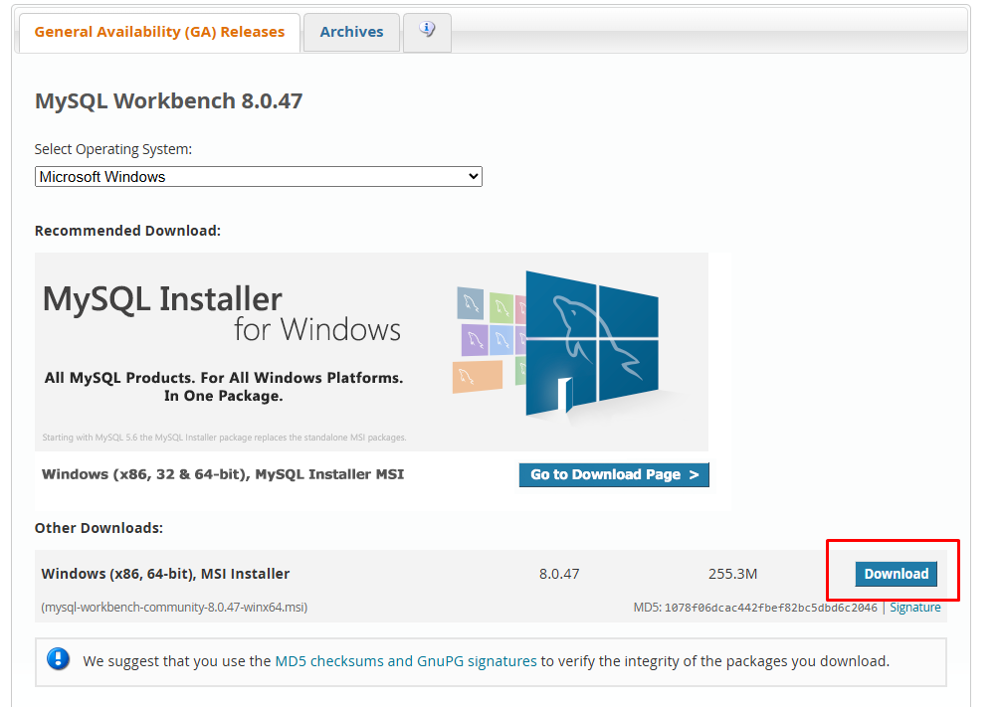 General Availability (GA) Releases
Archives
MySQL Workbench 8.0.47
Select Operating System:
Microsoft Windows
Recommended Download:
MySQL Installer
for Windows
All MySQL Products. For All Windows Platforms.
In One Package.
Starting with MySQL 5.6 the MySQL Installer package replaces the standalone MSI packages.
Windows (x86, 32 & 64-bit), MySQL Installer MSI
Go to Download Page >
Other Downloads:
Windows (x86, 64-bit), MSI Installer 8.0.47 255.3M Download
(mysql-workbench-community-8.0.47-winx64.msi) MD5: 1078f06dcac442fbef82bc5dbd6c2046 | Signature
We suggest that you use the MD5 checksums and GnuPG signatures to verify the integrity of the packages you download.